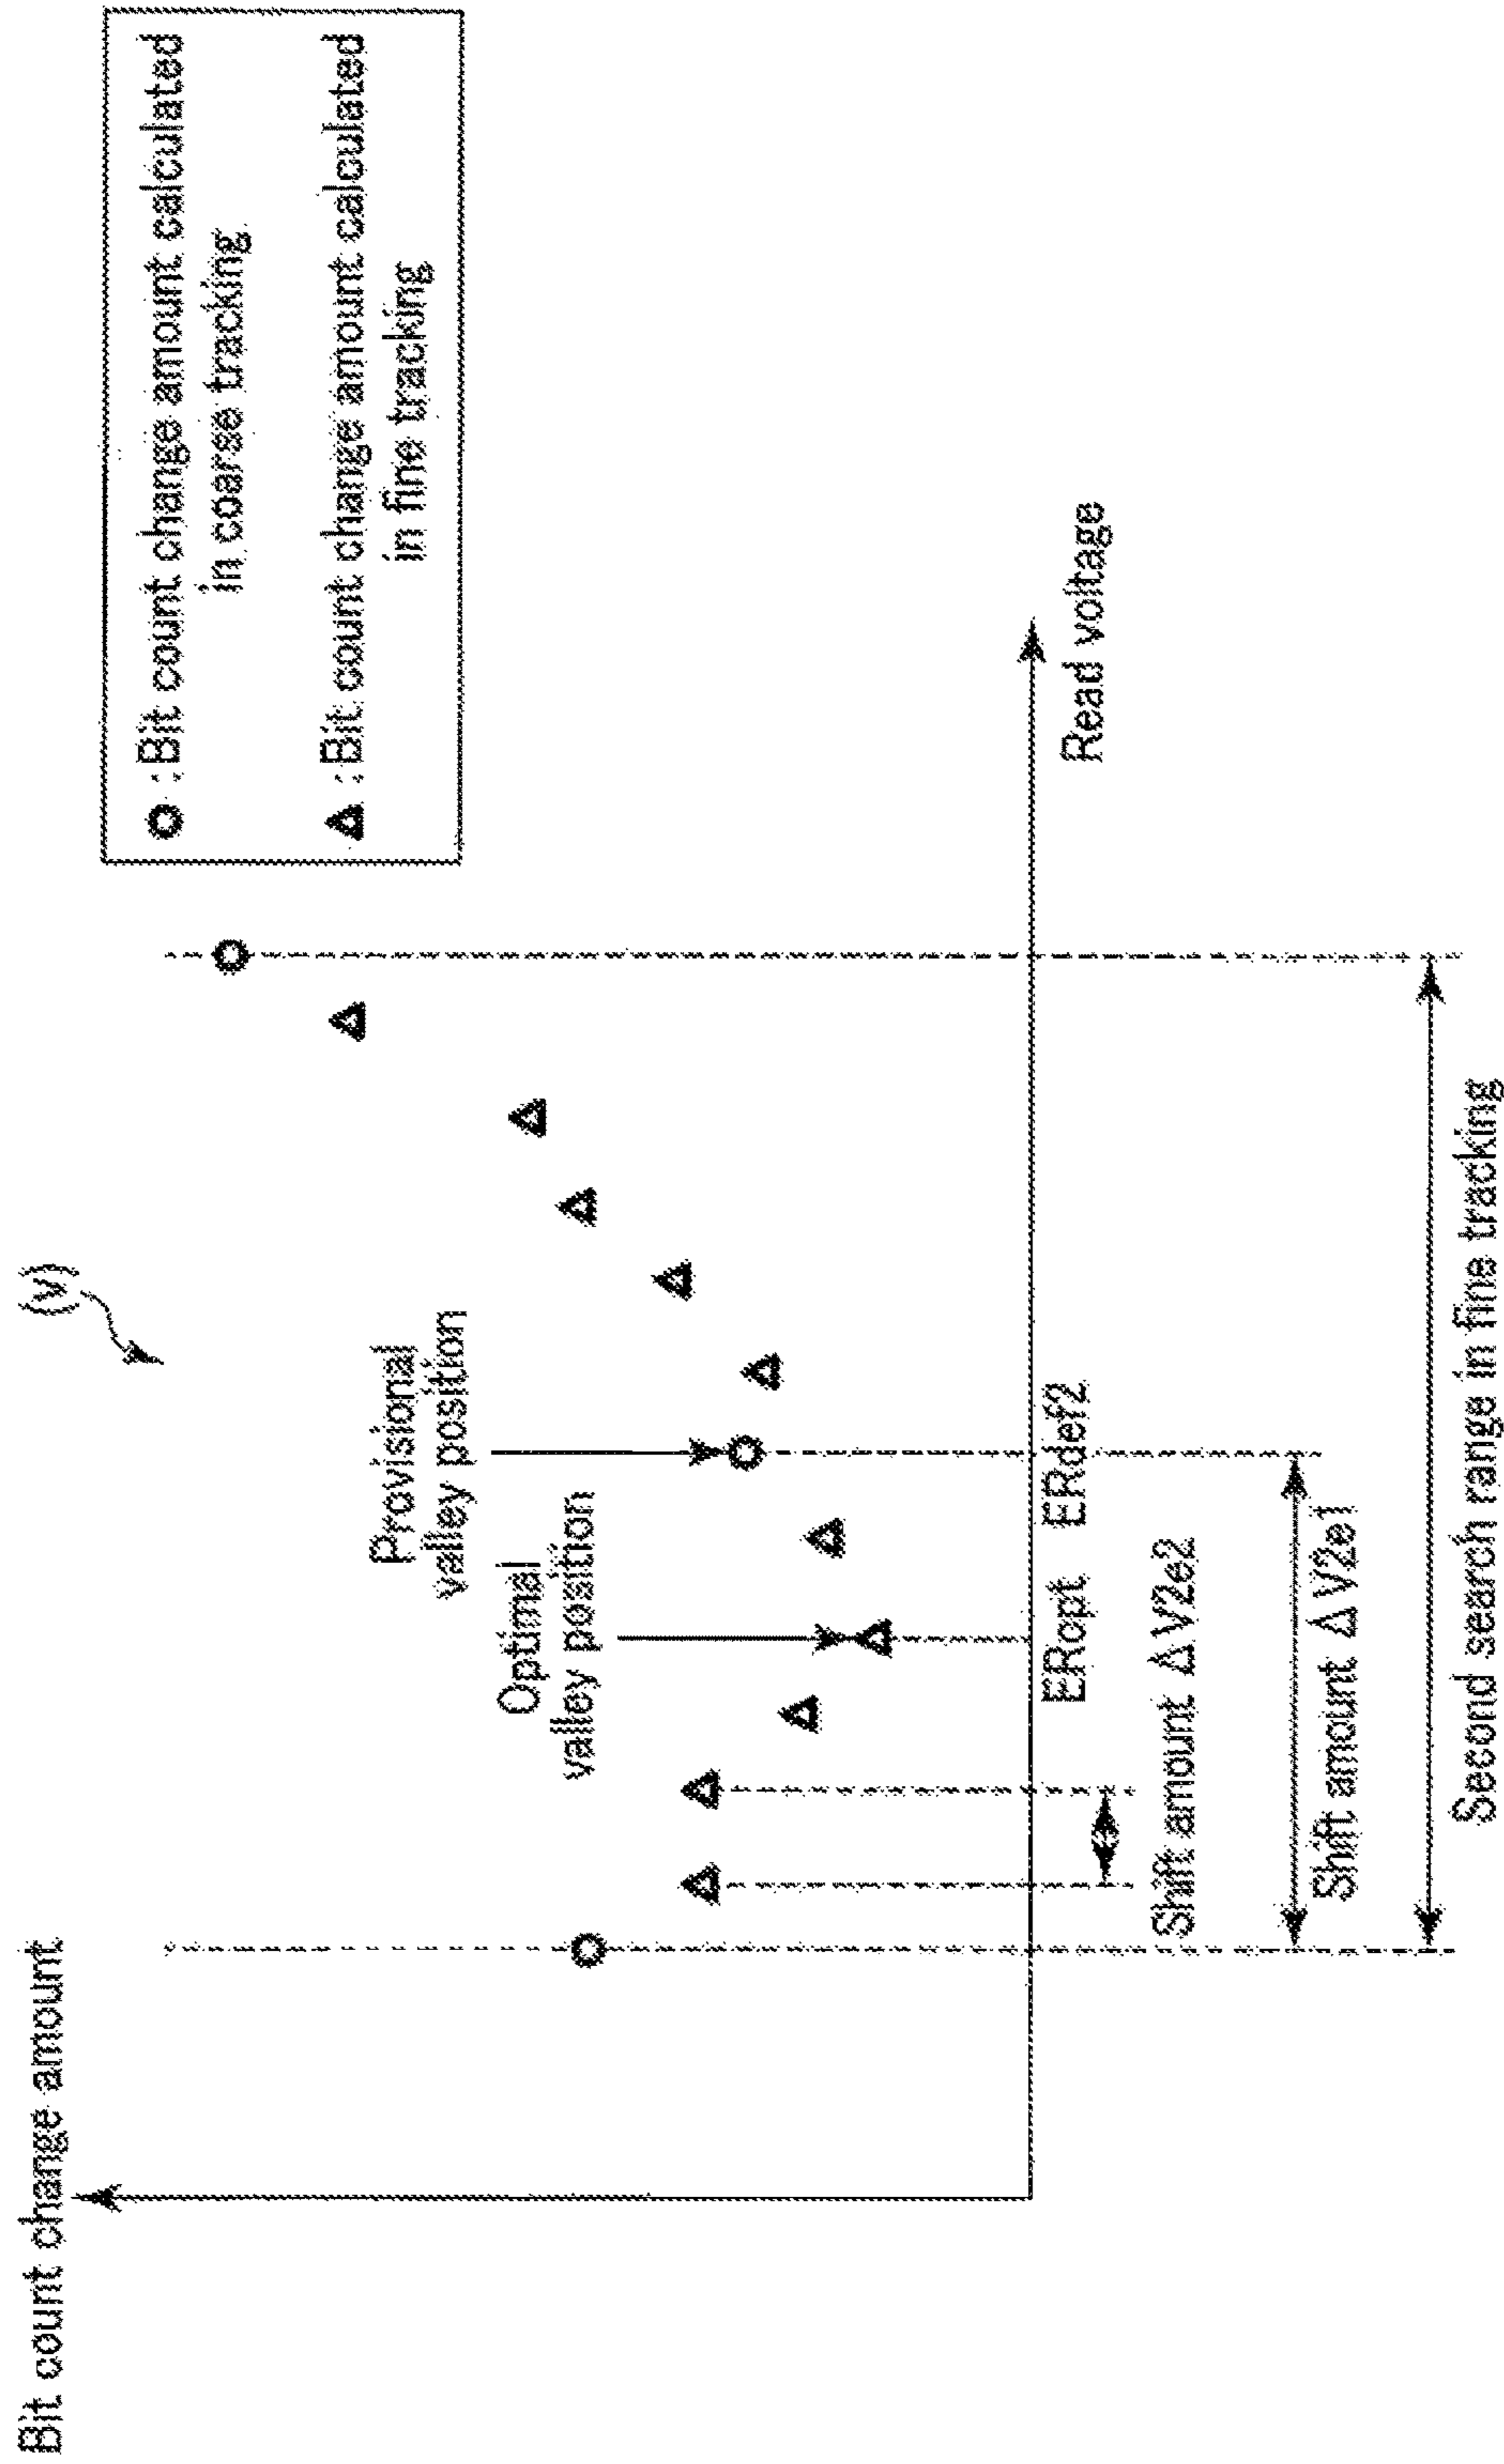 Bit count change amount
(v)
○ :Bit count change amount calculated
in coarse tracking
△ :Bit count change amount calculated
in fine tracking
Provisional
valley position
Optimal
valley position
Read voltage
ERopt
ERdef2
Shift amount ΔV2e2
Shift amount ΔV2e1
Second search range in fine tracking